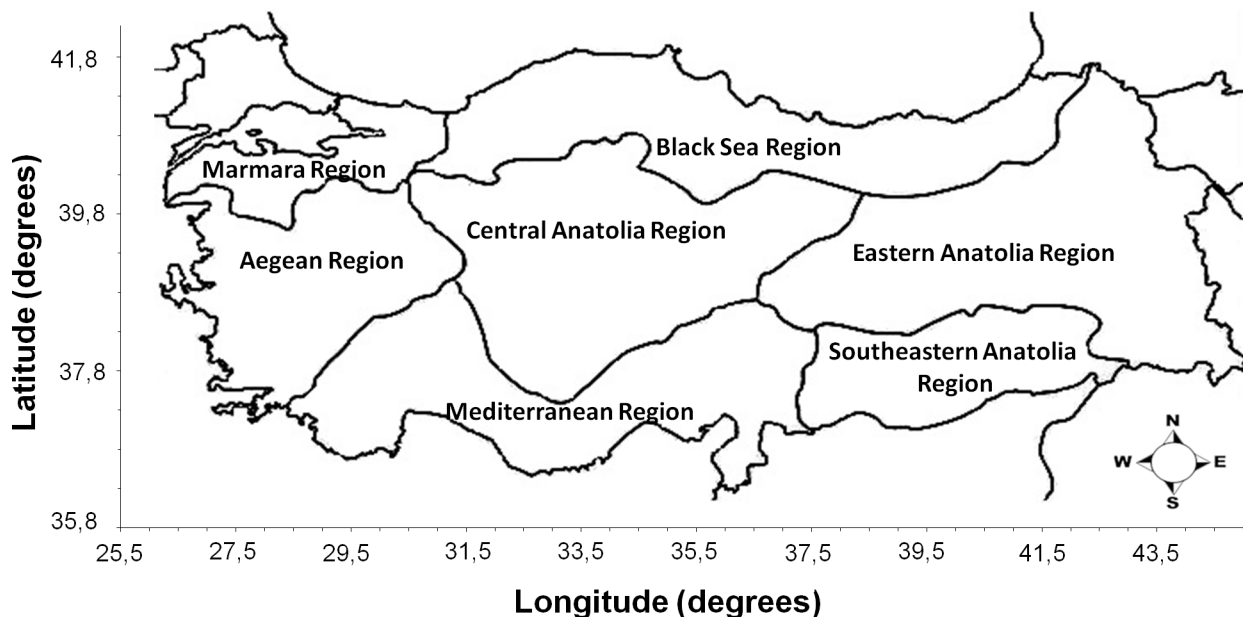 41,8
39,8
37,8
35,8
Latitude (degrees)
Marmara Region
Black Sea Region
Aegean Region
Central Anatolia Region
Eastern Anatolia Region
Southeastern Anatolia
Region
Mediterranean Region
N
W
E
S
25,5
27,5
29,5
31,5
33,5
35,5
37,5
39,5
41,5
43,5
Longitude (degrees)